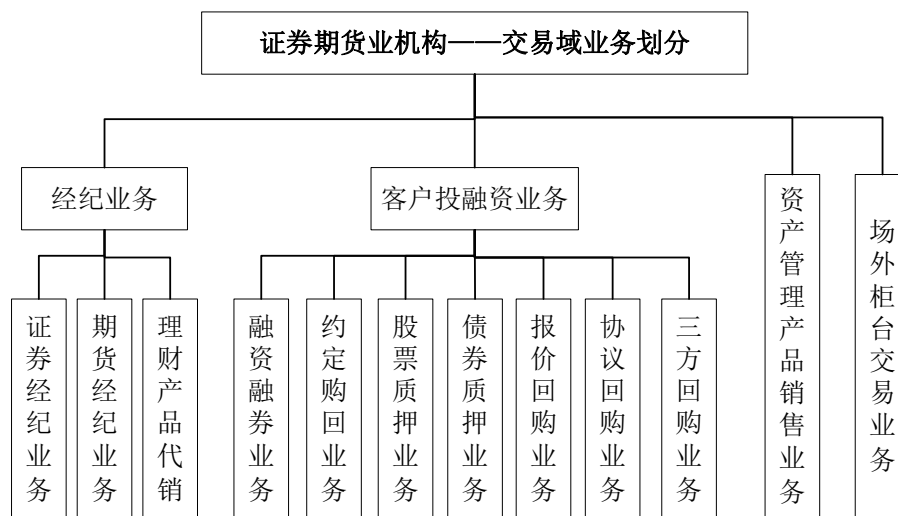 证券期货业机构——交易域业务划分
经纪业务
客户投融资业务
资产管理产品销售业务
场外柜台交易业务
证券经纪业务
期货经纪业务
理财产品代销
融资融券业务
约定购回业务
股票质押业务
债券质押业务
报价回购业务
协议回购业务
三方回购业务